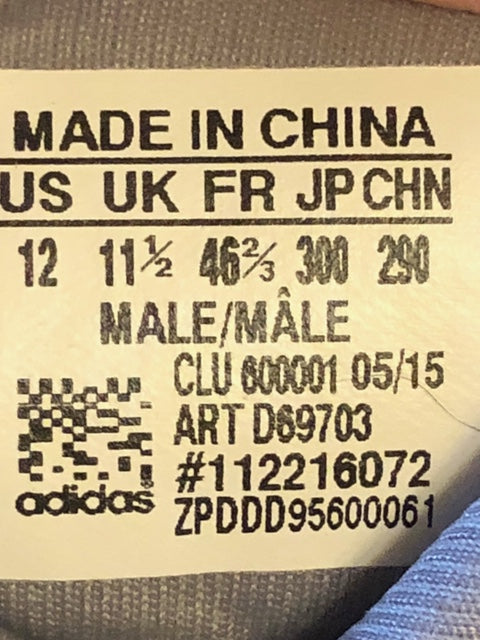 MADE IN CHINA
US UK FR JP CHN
12 11½ 46⅔ 300 290
MALE/MÂLE
CLU 600001 05/15
ART D69703
#112216072
adidas ZPDDD95600061